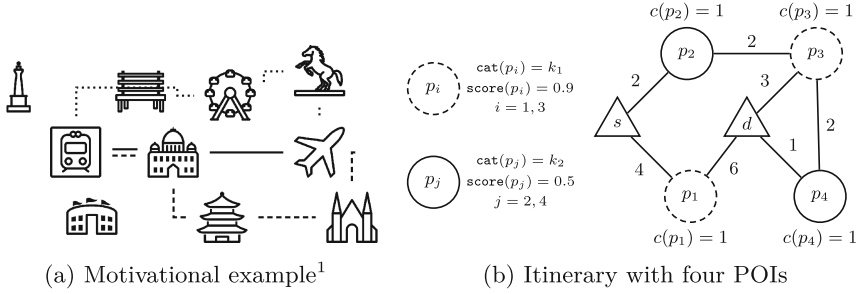 c(p₂) = 1
c(p₃) = 1
p₂
2
p₃
pᵢ
cat(pᵢ) = k₁
score(pᵢ) = 0.9
i = 1, 3
2
3
s
d
2
1
pⱼ
cat(pⱼ) = k₂
score(pⱼ) = 0.5
j = 2, 4
4
6
p₁
p₄
c(p₁) = 1
c(p₄) = 1
(a) Motivational example¹
(b) Itinerary with four POIs